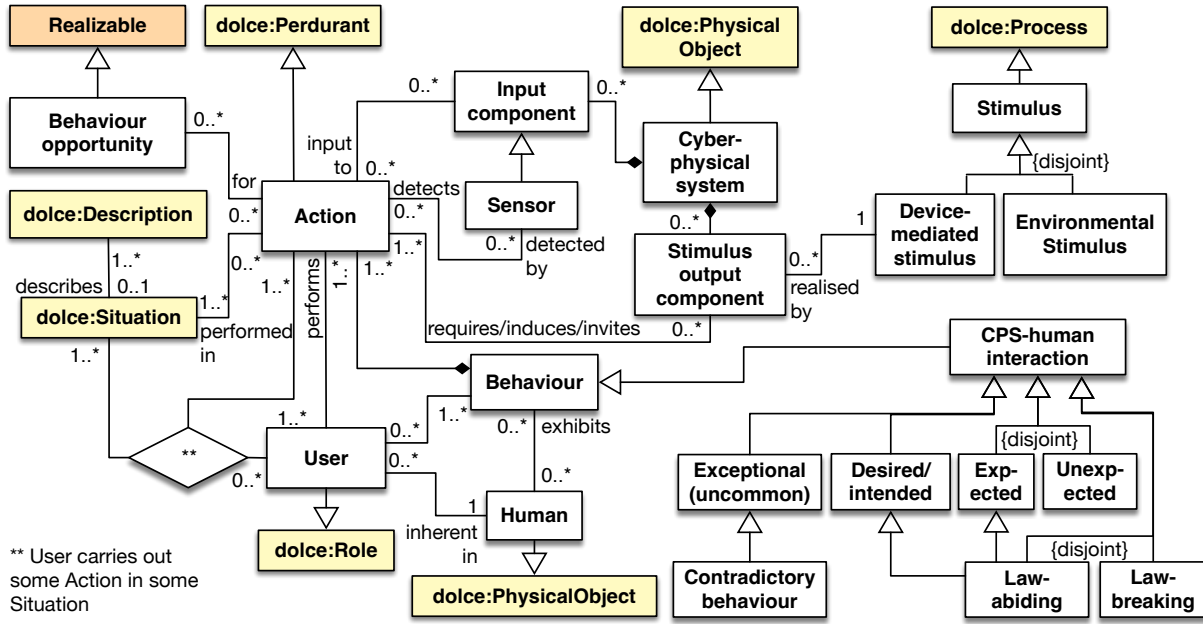 Realizable
dolce:Perdurant
dolce:Physical
Object
dolce:Process
Behaviour
opportunity
0..*
for
0..*
input
to
0..*
0..*
Input
component
0..*
Cyber-
physical
system
Stimulus
{disjoint}
Device-
mediated
stimulus
Environmental
Stimulus
dolce:Description
1..*
describes
0..1
dolce:Situation
1..*
0..*
1..*
performed
in
Action
detects
0..*
Sensor
0..*
detected
by
1..*
requires/induces/invites
0..*
0..*
Stimulus
output
component
1
0..*
realised
by
1..*
performs
1..*
1..*
Behaviour
1..*
0..*
0..*
exhibits
0..*
CPS-human
interaction
**
0..*
1..*
User
0..*
1
inherent
in
Human
dolce:Role
dolce:PhysicalObject
{disjoint}
Exceptional
(uncommon)
Desired/
intended
Exp-
ected
Unexp-
ected
{disjoint}
Contradictory
behaviour
Law-
abiding
Law-
breaking
** User carries out
some Action in some
Situation